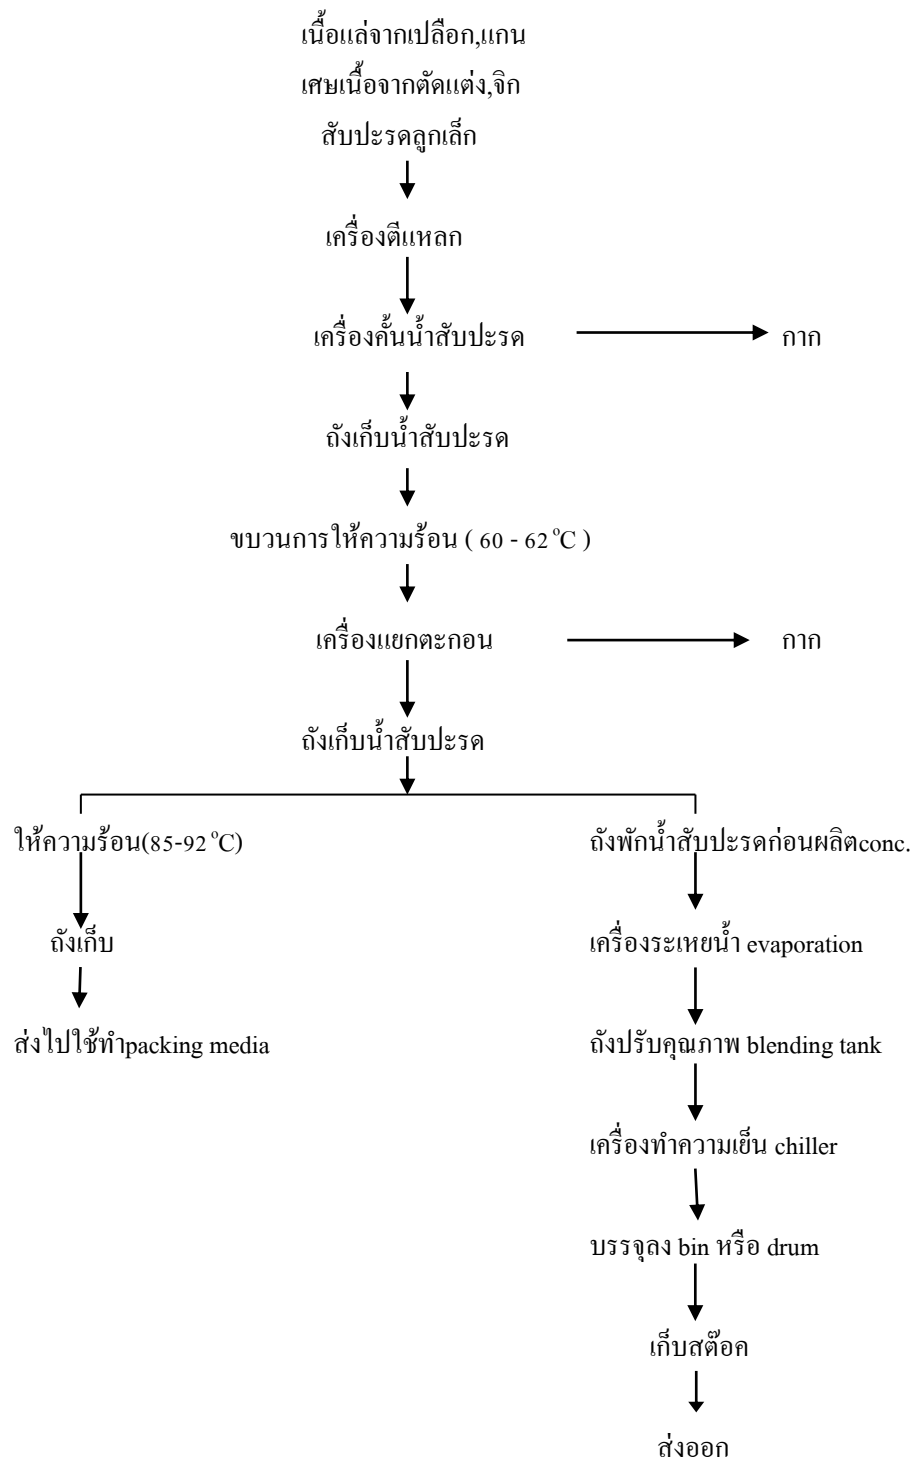 เนื้อแล่จากเปลือก,แกน
เศษเนื้อจากตัดแต่ง,จิก
สับปะรดลูกเล็ก
เครื่องตีแหลก
เครื่องคั้นน้ำสับปะรด
กาก
ถังเก็บน้ำสับปะรด
ขบวนการให้ความร้อน ( 60 - 62 ºC )
เครื่องแยกตะกอน
กาก
ถังเก็บน้ำสับปะรด
ให้ความร้อน(85-92 ºC)
ถังพักน้ำสับปะรดก่อนผลิตconc.
ถังเก็บ
เครื่องระเหยน้ำ evaporation
ส่งไปใช้ทำpacking media
ถังปรับคุณภาพ blending tank
เครื่องทำความเย็น chiller
บรรจุลง bin หรือ drum
เก็บสต๊อค
ส่งออก